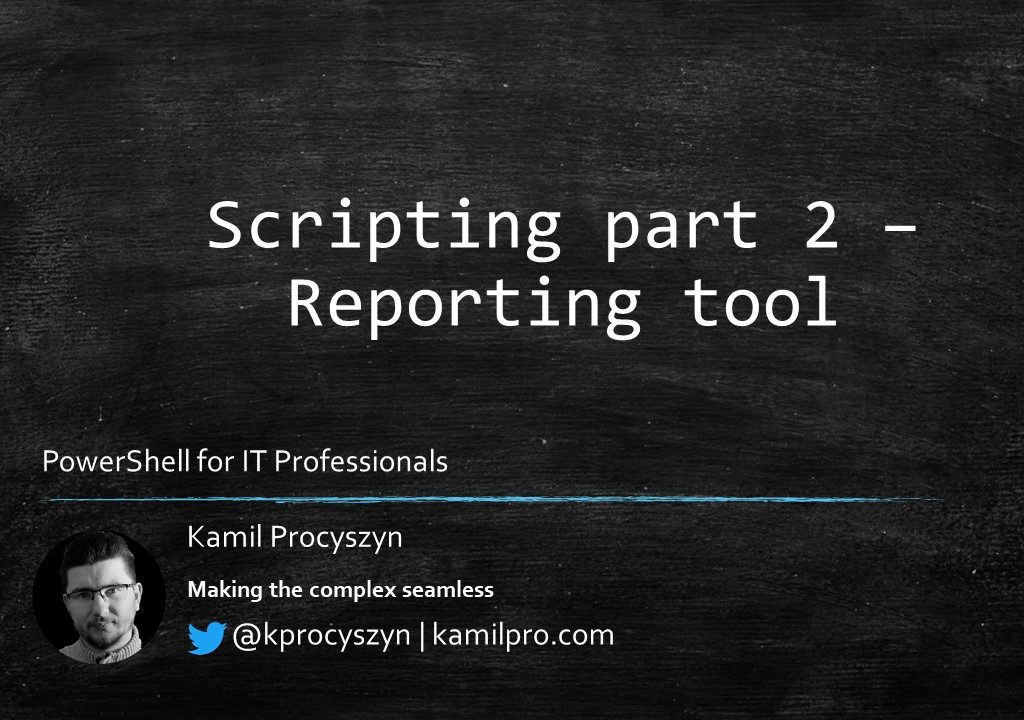 Scripting part 2 –
Reporting tool
PowerShell for IT Professionals
Kamil Procyszyn
Making the complex seamless
@kprocyszyn | kamilpro.com